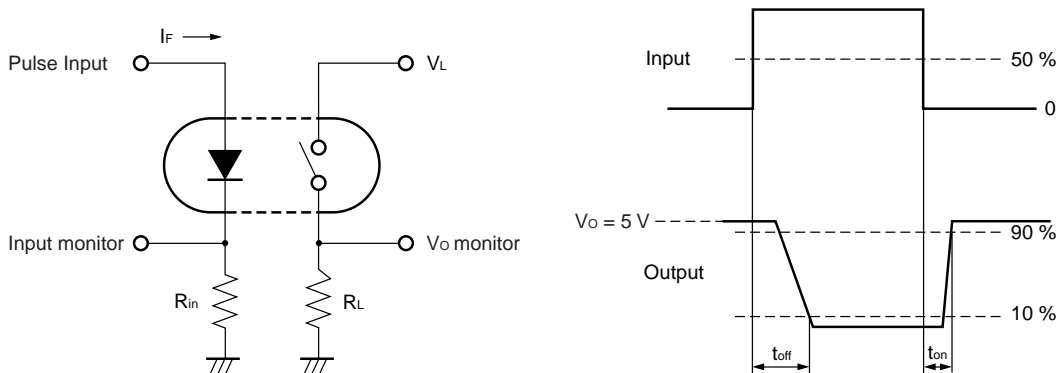 IF
Pulse Input
VL
Input monitor
VO monitor
Rin
RL
Input
50 %
0
VO = 5 V
90 %
Output
10 %
toff
ton